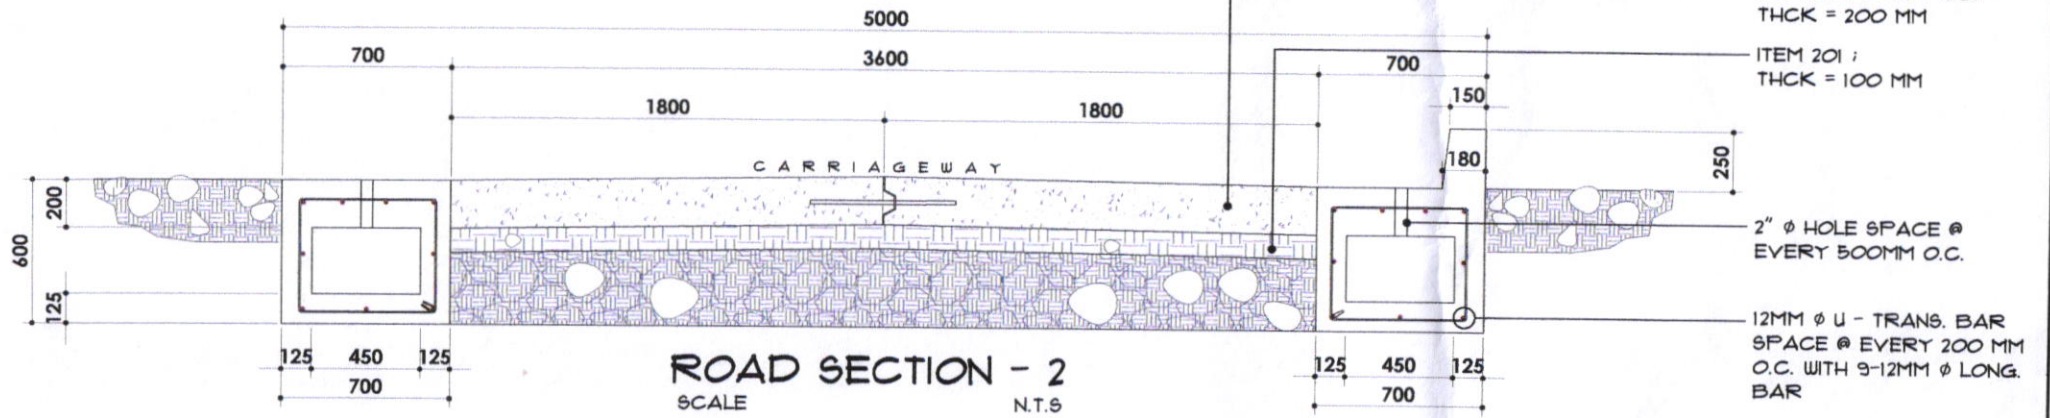 5000
THCK = 200 MM
700
3600
700
ITEM 201 ;
THCK = 100 MM
1800
1800
150
CARRIAGEWAY
180
250
200
600
125
2" ϕ HOLE SPACE @
EVERY 500MM O.C.
12MM ϕ U - TRANS. BAR
SPACE @ EVERY 200 MM
O.C. WITH 9-12MM ϕ LONG.
BAR
125
450
125
700
125
450
125
700
ROAD SECTION - 2
SCALE
N.T.S